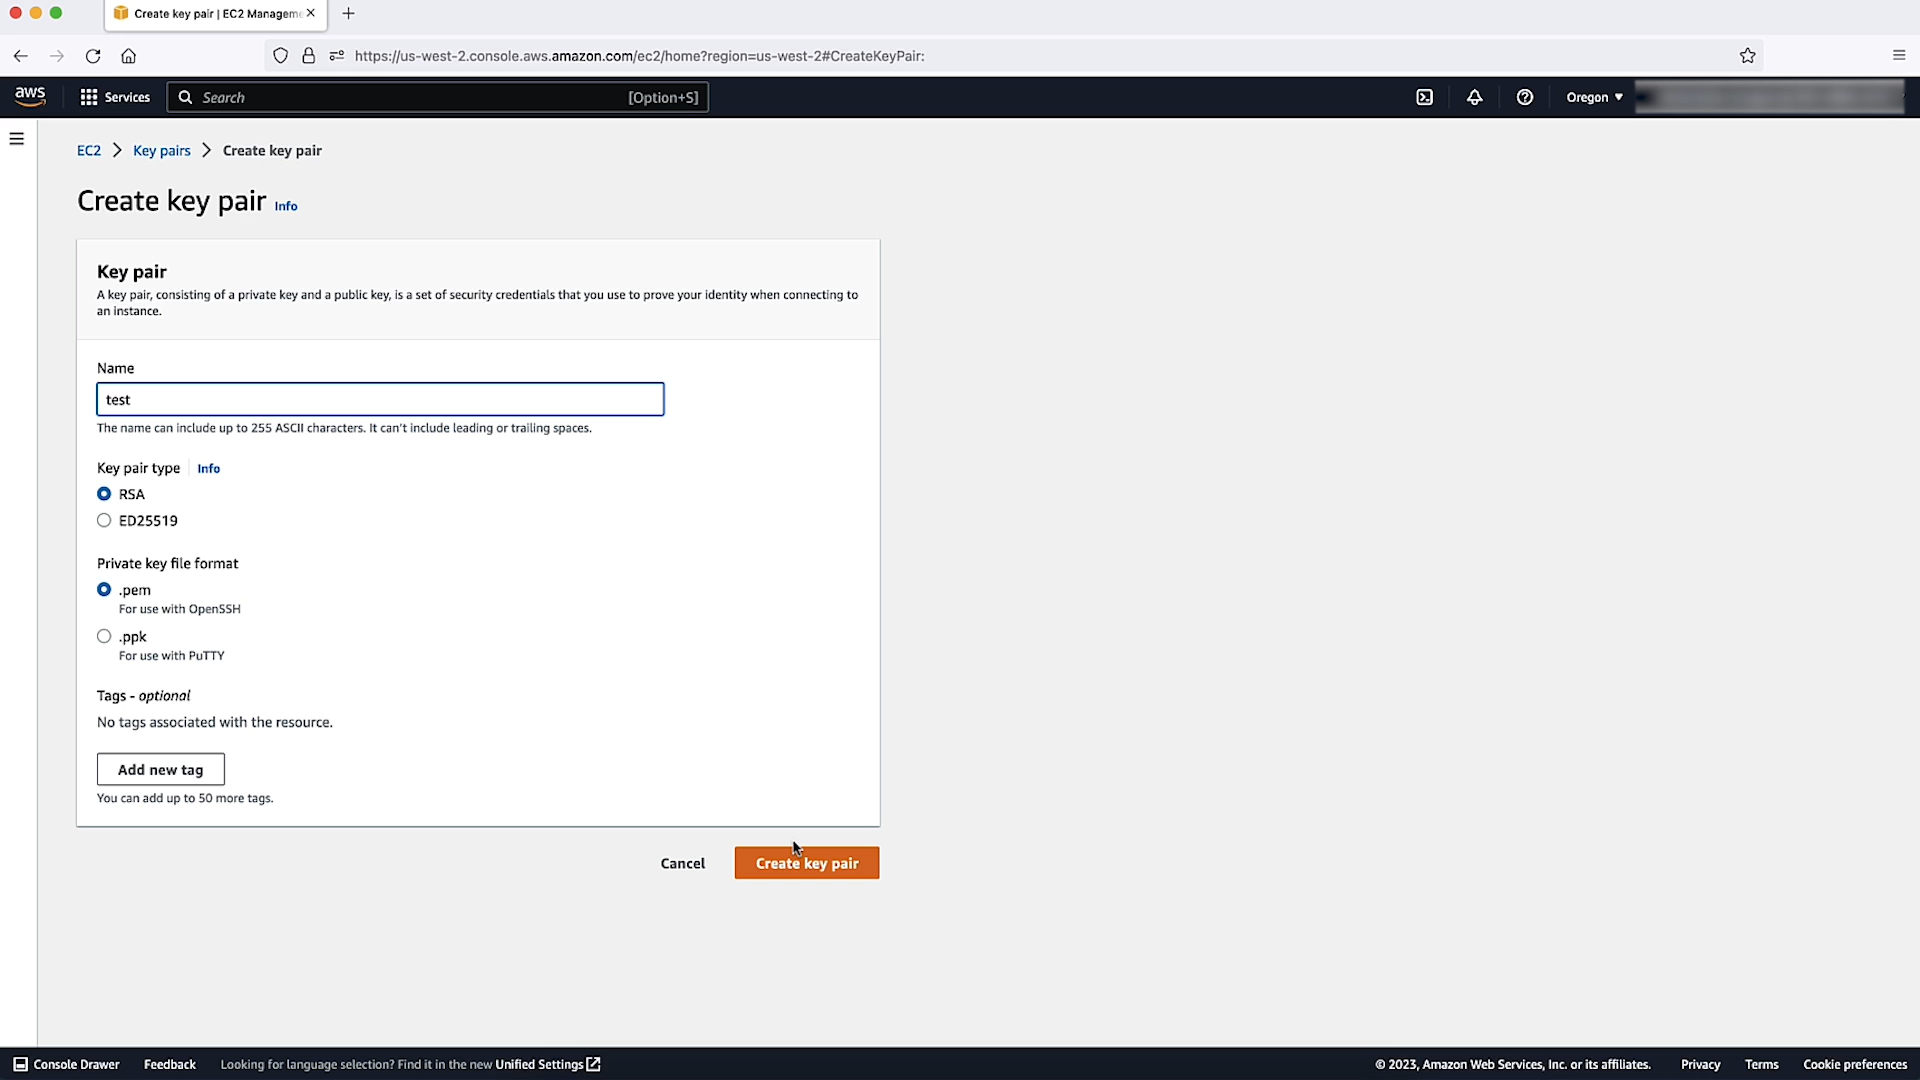 Create key pair | EC2 Managem
https://us-west-2.console.aws.amazon.com/ec2/home?region=us-west-2#CreateKeyPair:
aws
Services
Search
[Option+S]
Oregon
EC2
Key pairs
Create key pair
Create key pair Info
Key pair
A key pair, consisting of a private key and a public key, is a set of security credentials that you use to prove your identity when connecting to
an instance.
Name
test
The name can include up to 255 ASCII characters. It can't include leading or trailing spaces.
Key pair type Info
RSA
ED25519
Private key file format
.pem
For use with OpenSSH
.ppk
For use with PuTTY
Tags - optional
No tags associated with the resource.
Add new tag
You can add up to 50 more tags.
Cancel
Create key pair
Console Drawer
Feedback
Looking for language selection? Find it in the new Unified Settings
© 2023, Amazon Web Services, Inc. or its affiliates.
Privacy
Terms
Cookie preferences